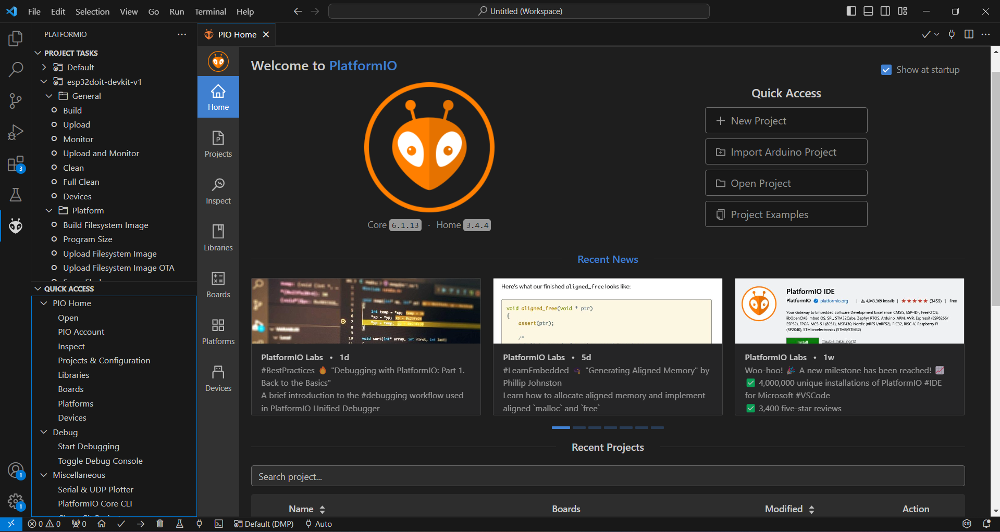 File Edit Selection View Go Run Terminal Help
Untitled (Workspace)
PLATFORMIO
PROJECT TASKS
Default
esp32doit-devkit-v1
General
Build
Upload
Monitor
Upload and Monitor
Clean
Full Clean
Devices
Platform
Build Filesystem Image
Program Size
Upload Filesystem Image
Upload Filesystem Image OTA
QUICK ACCESS
PIO Home
Open
PIO Account
Inspect
Projects & Configuration
Libraries
Boards
Platforms
Devices
Debug
Start Debugging
Toggle Debug Console
Miscellaneous
Serial & UDP Plotter
PlatformIO Core CLI
3
1
1
PIO Home
Home
Projects
Inspect
Libraries
Boards
Platforms
Devices
Welcome to PlatformIO
Show at startup
Core 6.1.13 · Home 3.4.4
Quick Access
New Project
Import Arduino Project
Open Project
Project Examples
Recent News
int temp = *xp;
*xp = *yp;
*yp = temp;
void sort(int* array, int first, int
PlatformIO Labs • 1d
#BestPractices 🔥 "Debugging with PlatformIO: Part 1.
Back to the Basics"
A brief introduction to the #debugging workflow used
in PlatformIO Unified Debugger
Here's what our finished aligned_free looks like:
void aligned_free(void * ptr)
{
assert(ptr);
/*
PlatformIO Labs • 5d
#LearnEmbedded "Generating Aligned Memory" by
Phillip Johnston
Learn how to allocate aligned memory and implement
aligned `malloc` and `free`
PlatformIO IDE
PlatformIO platformio.org | 4,043,369 installs | ★★★★★ (3459) | Free
Your Gateway to Embedded Software Development Excellence: CMSIS, ESP-IDF, FreeRTOS,
libOpenCM3, mbed OS, SPL, STM32Cube, Zephyr RTOS, Arduino, ARM, AVR, Espressif (ESP8266/
ESP32), FPGA, MCS-51 (8051), MSP430, Nordic (nRF51/nRF52), PIC32, RISC-V, Raspberry Pi
(RP2040), STMicroelectronics (STM8/STM32)
Install Trouble Installing?
PlatformIO Labs • 1w
Woo-hoo! 🎉 A new milestone has been reached! 📈
✅ 4,000,000 unique installations of PlatformIO #IDE
for Microsoft #VSCode
✅ 3,400 five-star reviews
Recent Projects
Search project...
Name Boards Modified Action
0 0 0 Default (DMP) Auto